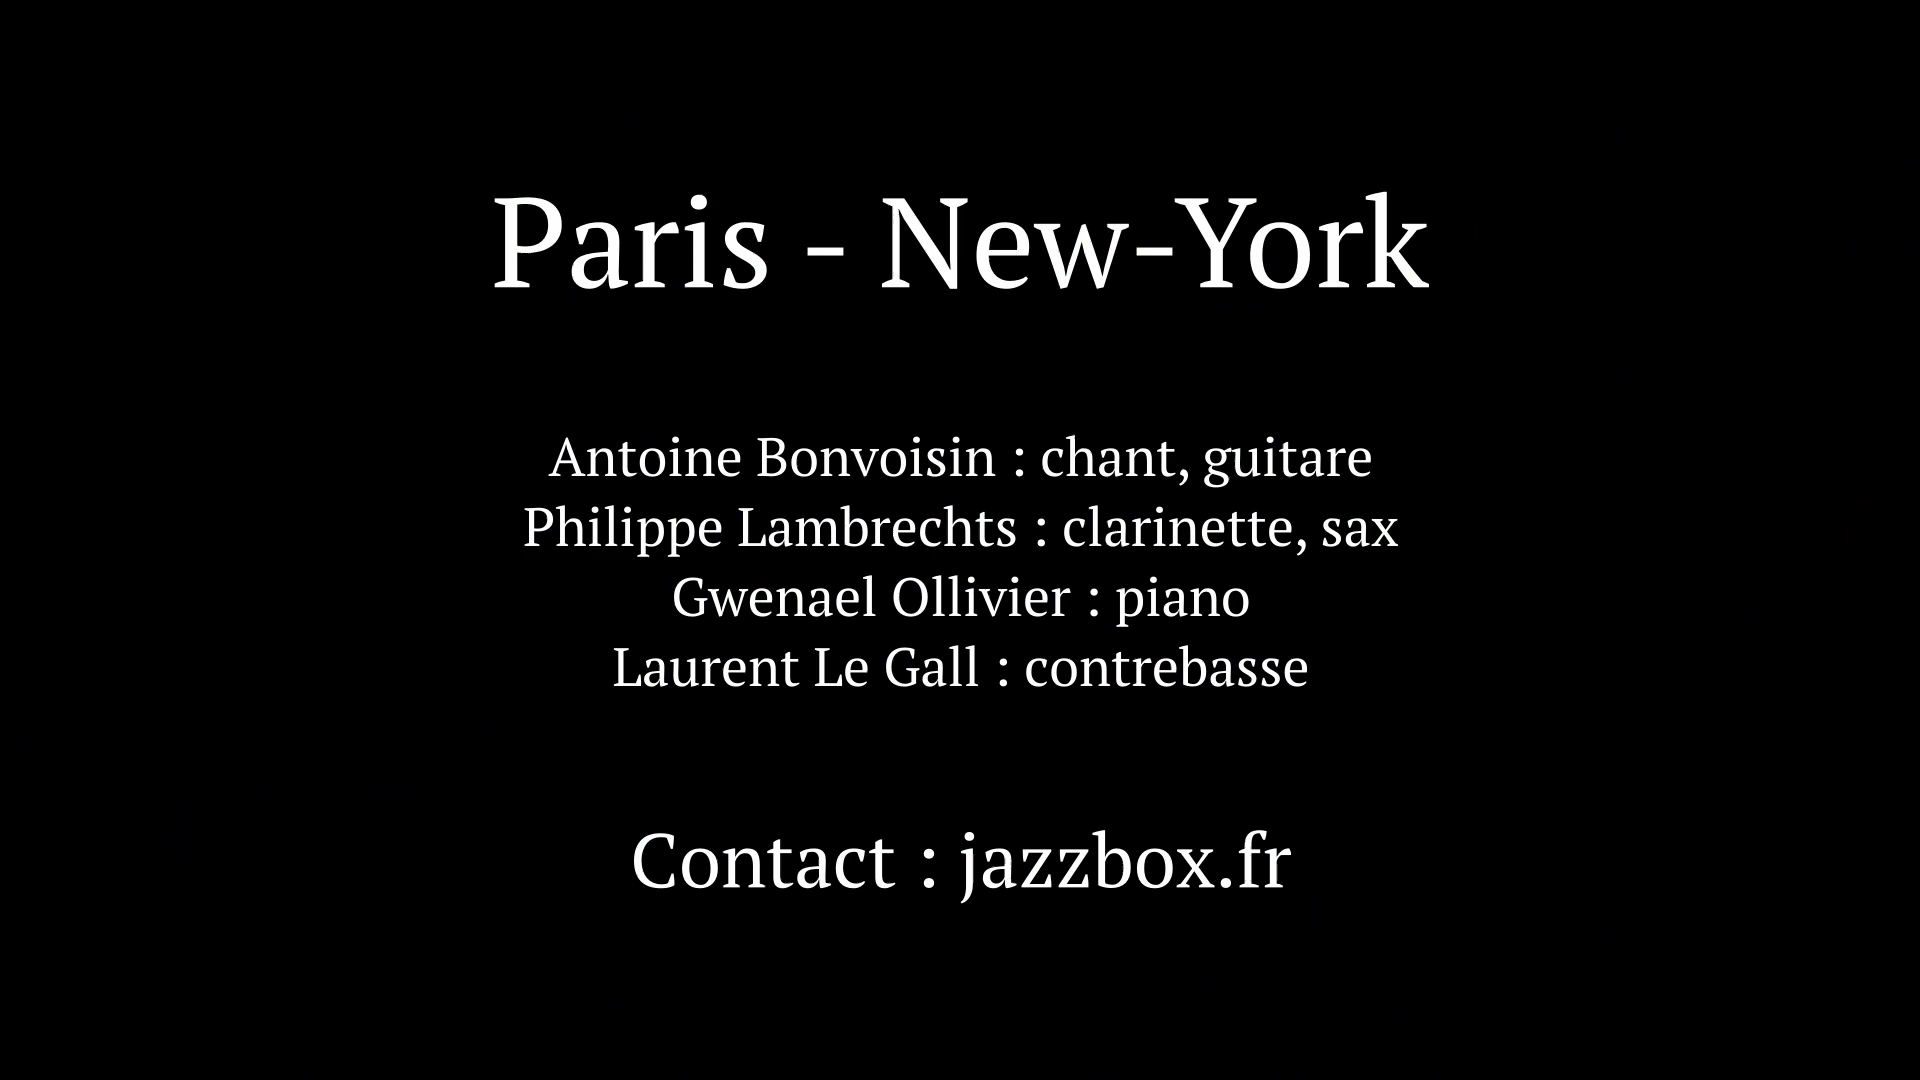 Paris - New-York
Antoine Bonvoisin : chant, guitare
Philippe Lambrechts : clarinette, sax
Gwenael Ollivier : piano
Laurent Le Gall : contrebasse
Contact : jazzbox.fr